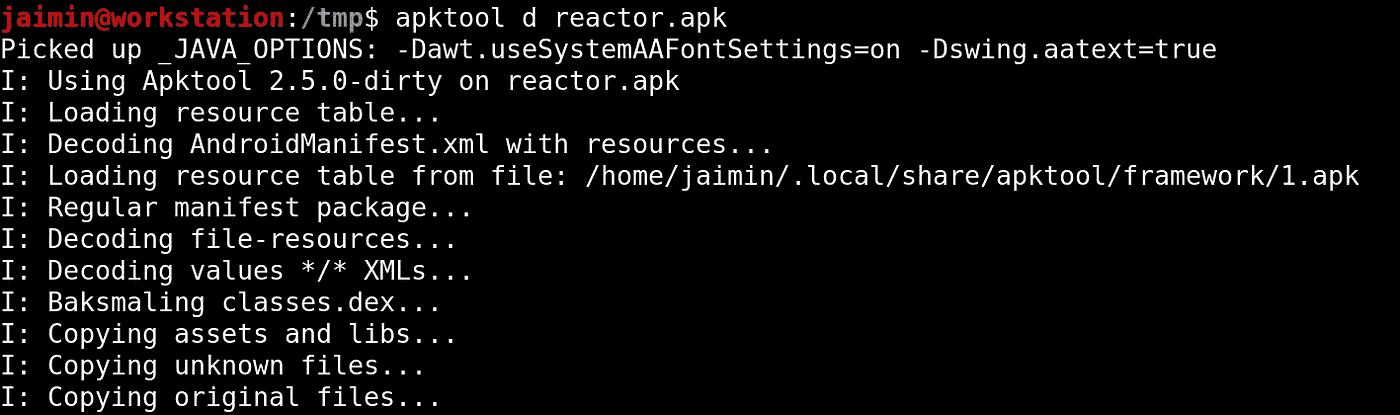 jaimin@workstation:/tmp$ apktool d reactor.apk
Picked up _JAVA_OPTIONS: -Dawt.useSystemAAFontSettings=on -Dswing.aatext=true
I: Using Apktool 2.5.0-dirty on reactor.apk
I: Loading resource table...
I: Decoding AndroidManifest.xml with resources...
I: Loading resource table from file: /home/jaimin/.local/share/apktool/framework/1.apk
I: Regular manifest package...
I: Decoding file-resources...
I: Decoding values */* XMLs...
I: Baksmaling classes.dex...
I: Copying assets and libs...
I: Copying unknown files...
I: Copying original files...